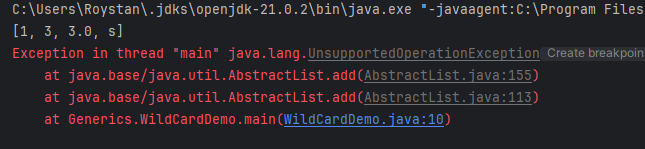 C:\Users\Roystan\.jdks\openjdk-21.0.2\bin\java.exe "-javaagent:C:\Program Files
[1, 3, 3.0, s]
Exception in thread "main" java.lang.UnsupportedOperationException Create breakpoint
    at java.base/java.util.AbstractList.add(AbstractList.java:155)
    at java.base/java.util.AbstractList.add(AbstractList.java:113)
    at Generics.WildCardDemo.main(WildCardDemo.java:10)